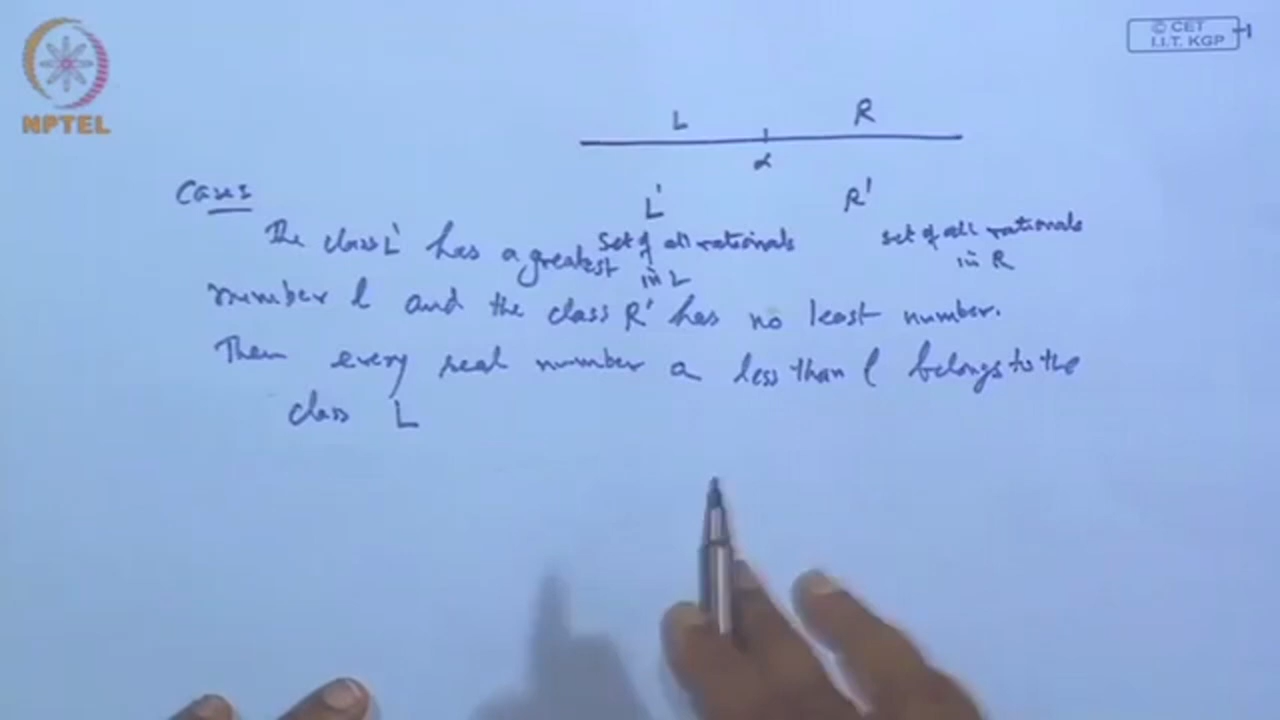 © CET
I.I.T. KGP
NPTEL
L R
α
L' R'
Cases
Set of all rationals
in L
set of all rationals
in R
The class L' has a greatest
number l and the class R' has no least number.
Then every real number a less than l belongs to the
class L